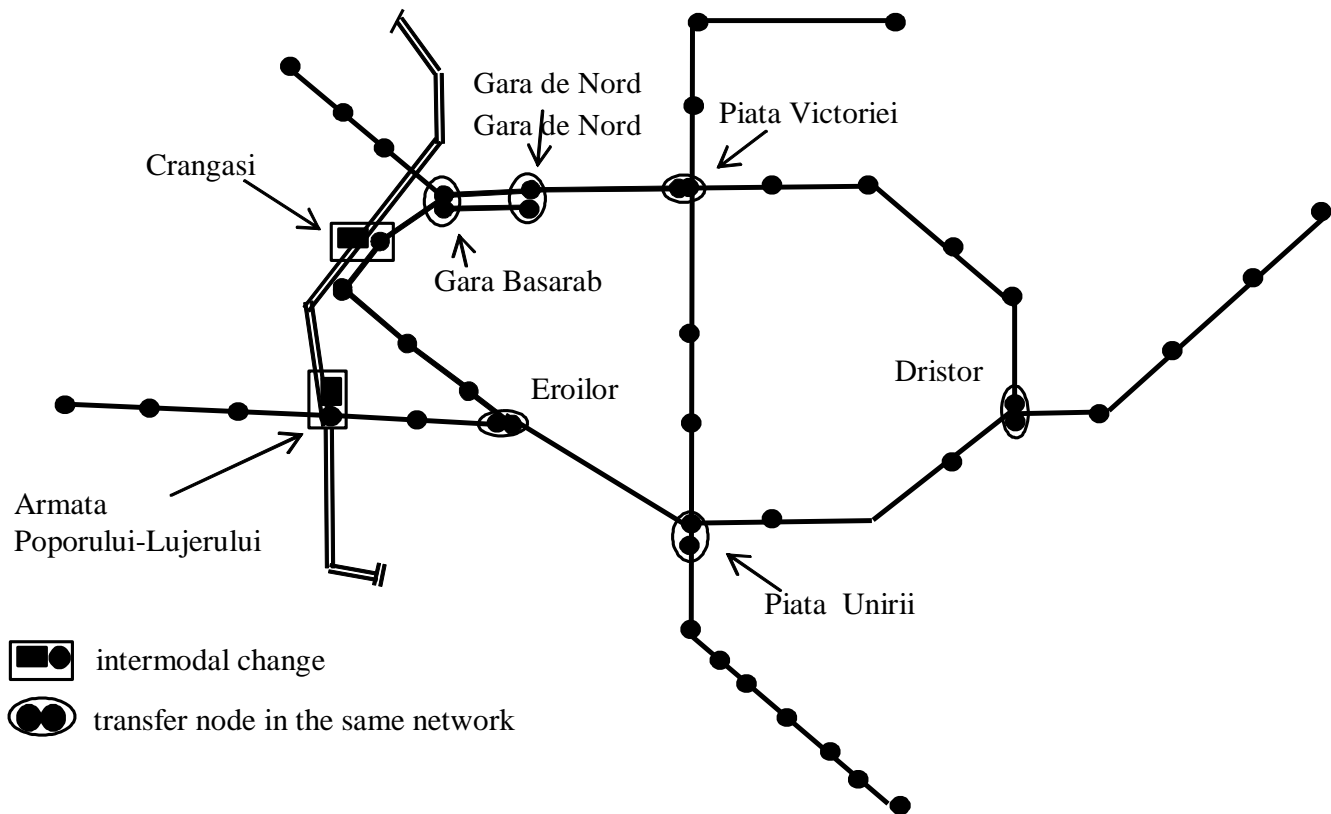 Gara de Nord
Gara de Nord
Piata Victoriei
Crangasi
Gara Basarab
Eroilor
Dristor
Armata
Poporului-Lujerului
Piata Unirii
intermodal change
transfer node in the same network